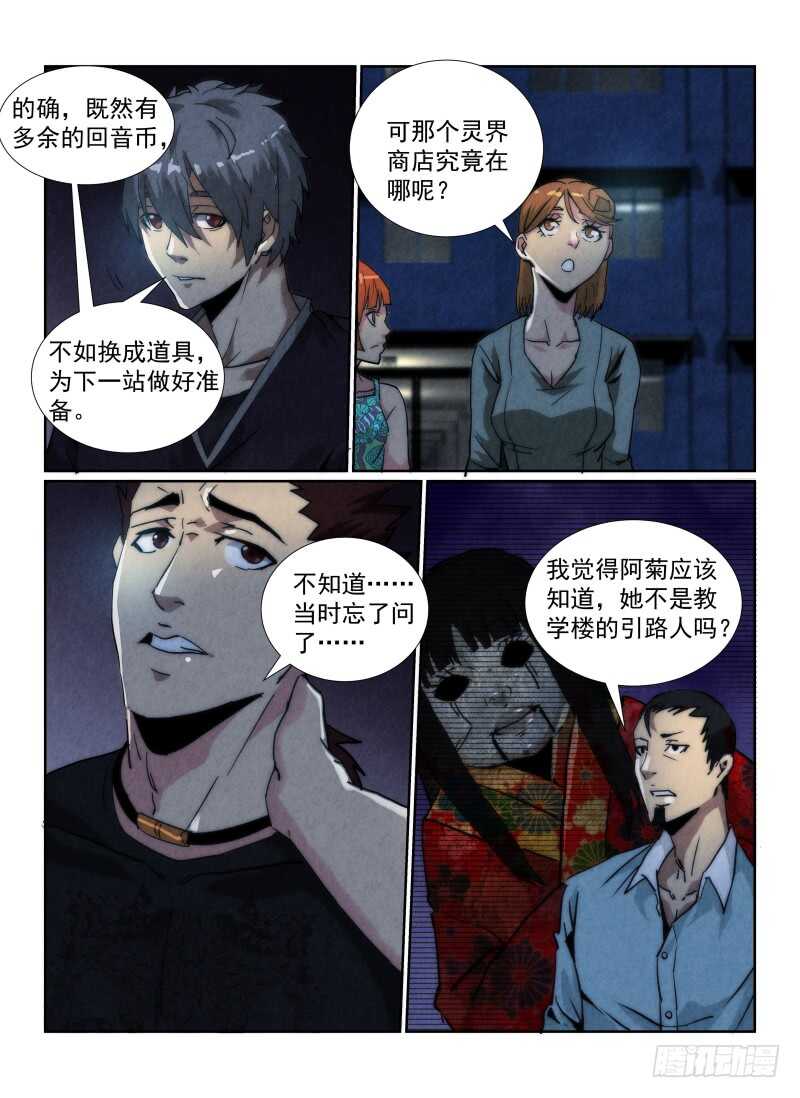 的确，既然有
多余的回音币，
不如换成道具，
为下一站做好准
备。
可那个灵界
商店究竟在
哪呢？
不知道……
当时忘了问
了……
我觉得阿菊应该
知道，她不是教
学楼的引路人吗？
腾讯动漫